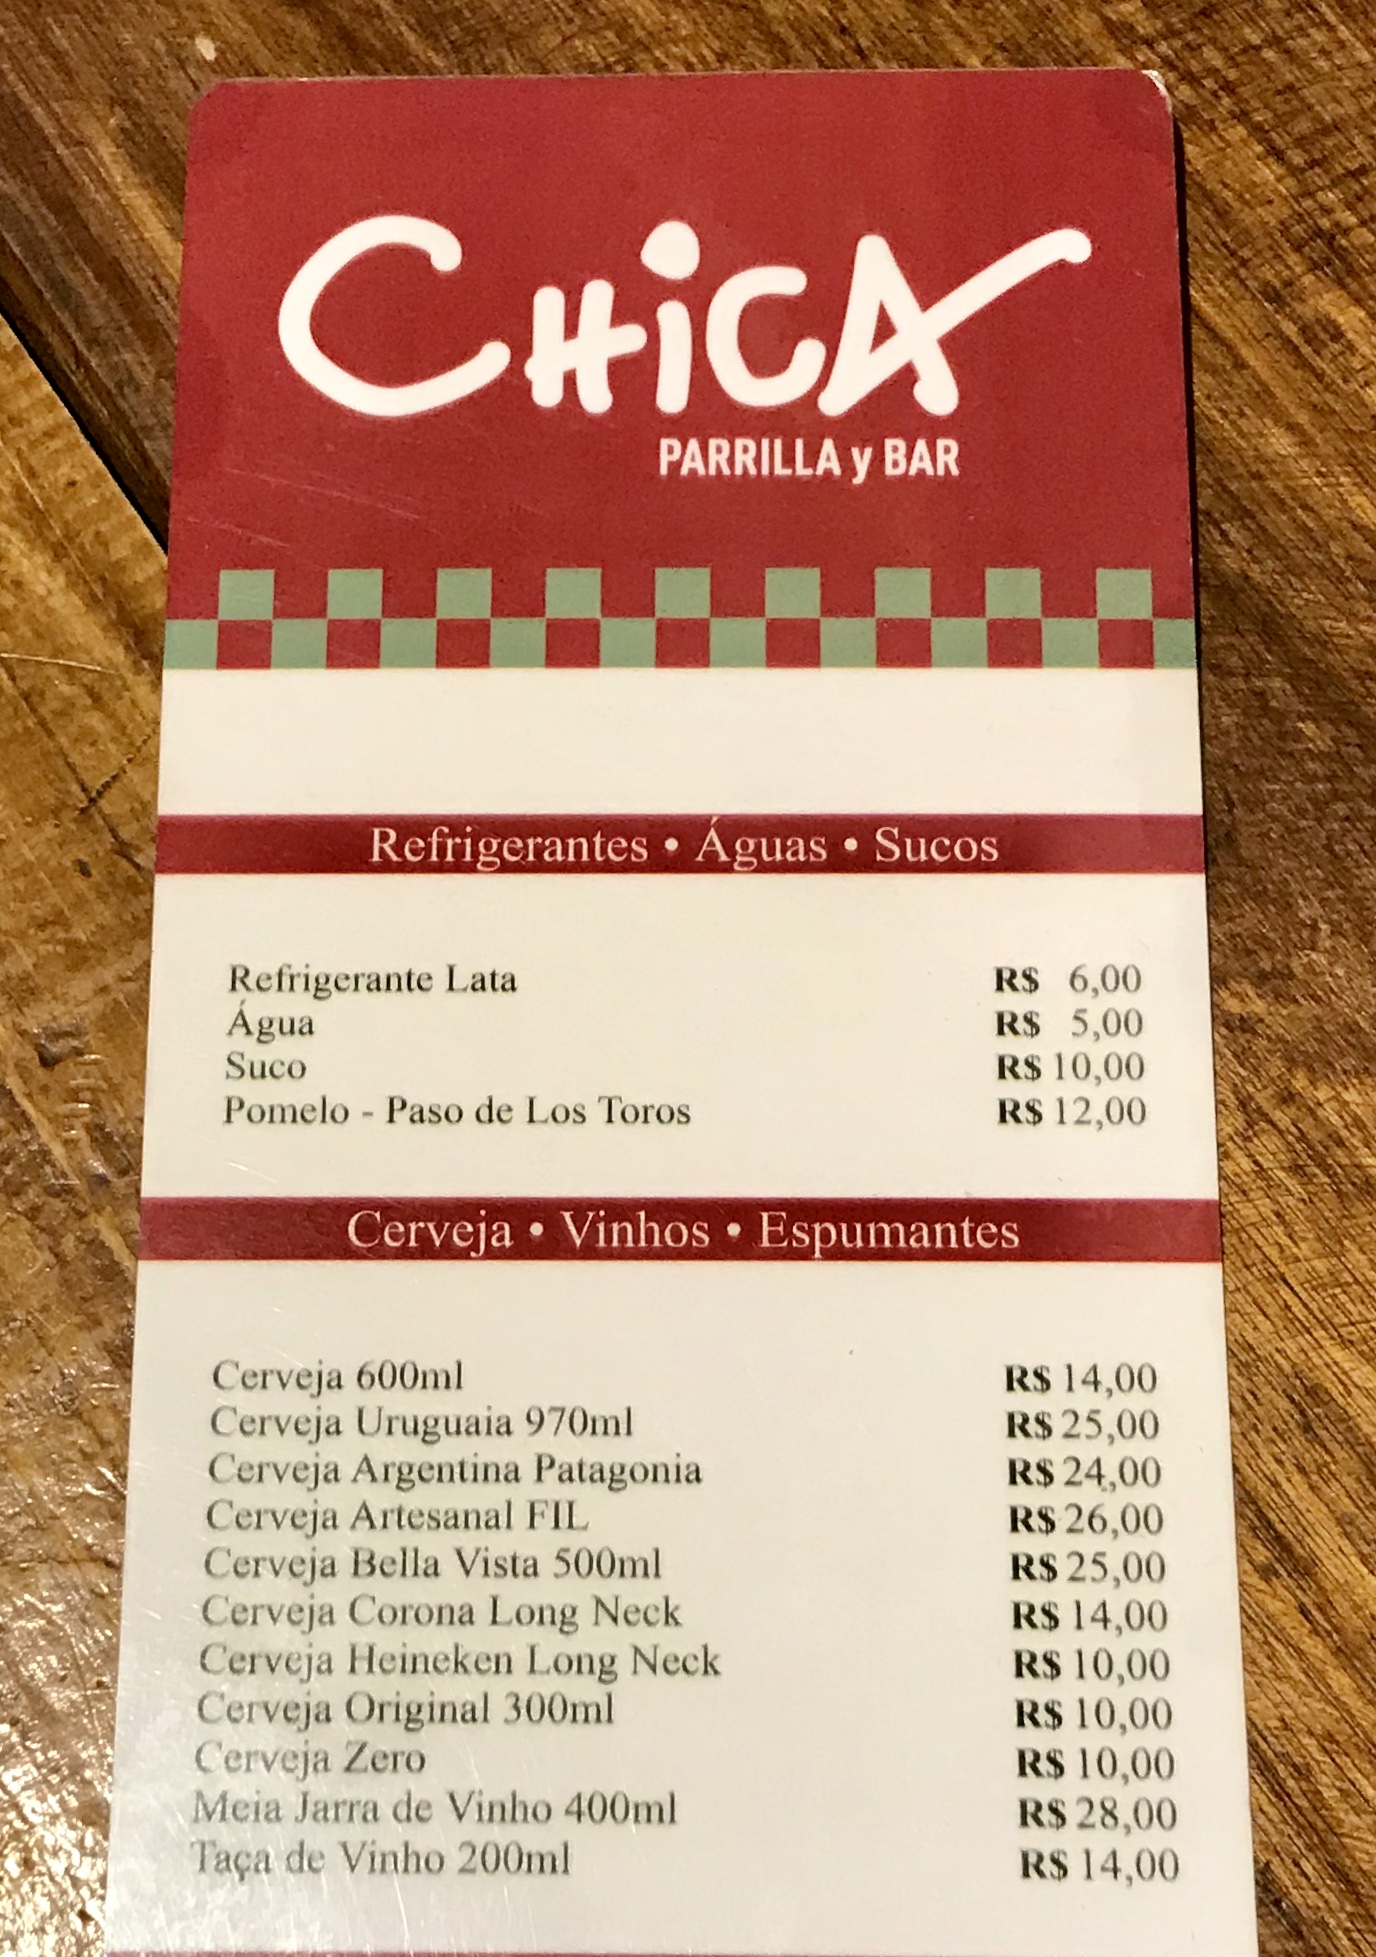 CHiCA
PARRILLA y BAR
Refrigerantes • Águas • Sucos
Refrigerante Lata R$ 6,00
Água R$ 5,00
Suco R$ 10,00
Pomelo - Paso de Los Toros R$ 12,00
Cerveja • Vinhos • Espumantes
Cerveja 600ml R$ 14,00
Cerveja Uruguaia 970ml R$ 25,00
Cerveja Argentina Patagonia R$ 24,00
Cerveja Artesanal FIL R$ 26,00
Cerveja Bella Vista 500ml R$ 25,00
Cerveja Corona Long Neck R$ 14,00
Cerveja Heineken Long Neck R$ 10,00
Cerveja Original 300ml R$ 10,00
Cerveja Zero R$ 10,00
Meia Jarra de Vinho 400ml R$ 28,00
Taça de Vinho 200ml R$ 14,00